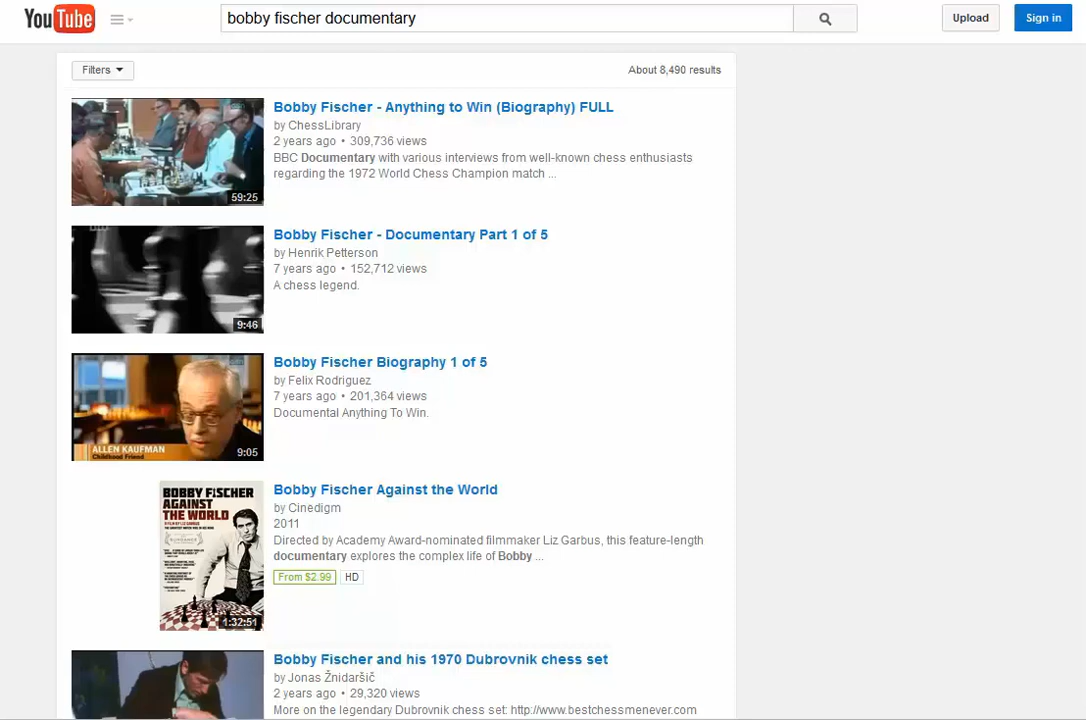 YouTube
bobby fischer documentary
Upload
Sign in
Filters
About 8,490 results
Bobby Fischer - Anything to Win (Biography) FULL
by ChessLibrary
2 years ago • 309,736 views
BBC Documentary with various interviews from well-known chess enthusiasts
regarding the 1972 World Chess Champion match ...
59:25
Bobby Fischer - Documentary Part 1 of 5
by Henrik Petterson
7 years ago • 152,712 views
A chess legend.
9:46
Bobby Fischer Biography 1 of 5
by Felix Rodriguez
7 years ago • 201,364 views
Documental Anything To Win.
ALLEN KAUFMAN
Childhood Friend
9:05
Bobby Fischer Against the World
by Cinedigm
2011
Directed by Academy Award-nominated filmmaker Liz Garbus, this feature-length
documentary explores the complex life of Bobby ...
From $2.99
HD
BOBBY FISCHER
AGAINST
THE WORLD
1:32:51
Bobby Fischer and his 1970 Dubrovnik chess set
by Jonas Žnidaršič
2 years ago • 29,320 views
More on the legendary Dubrovnik chess set: http://www.bestchessmenever.com